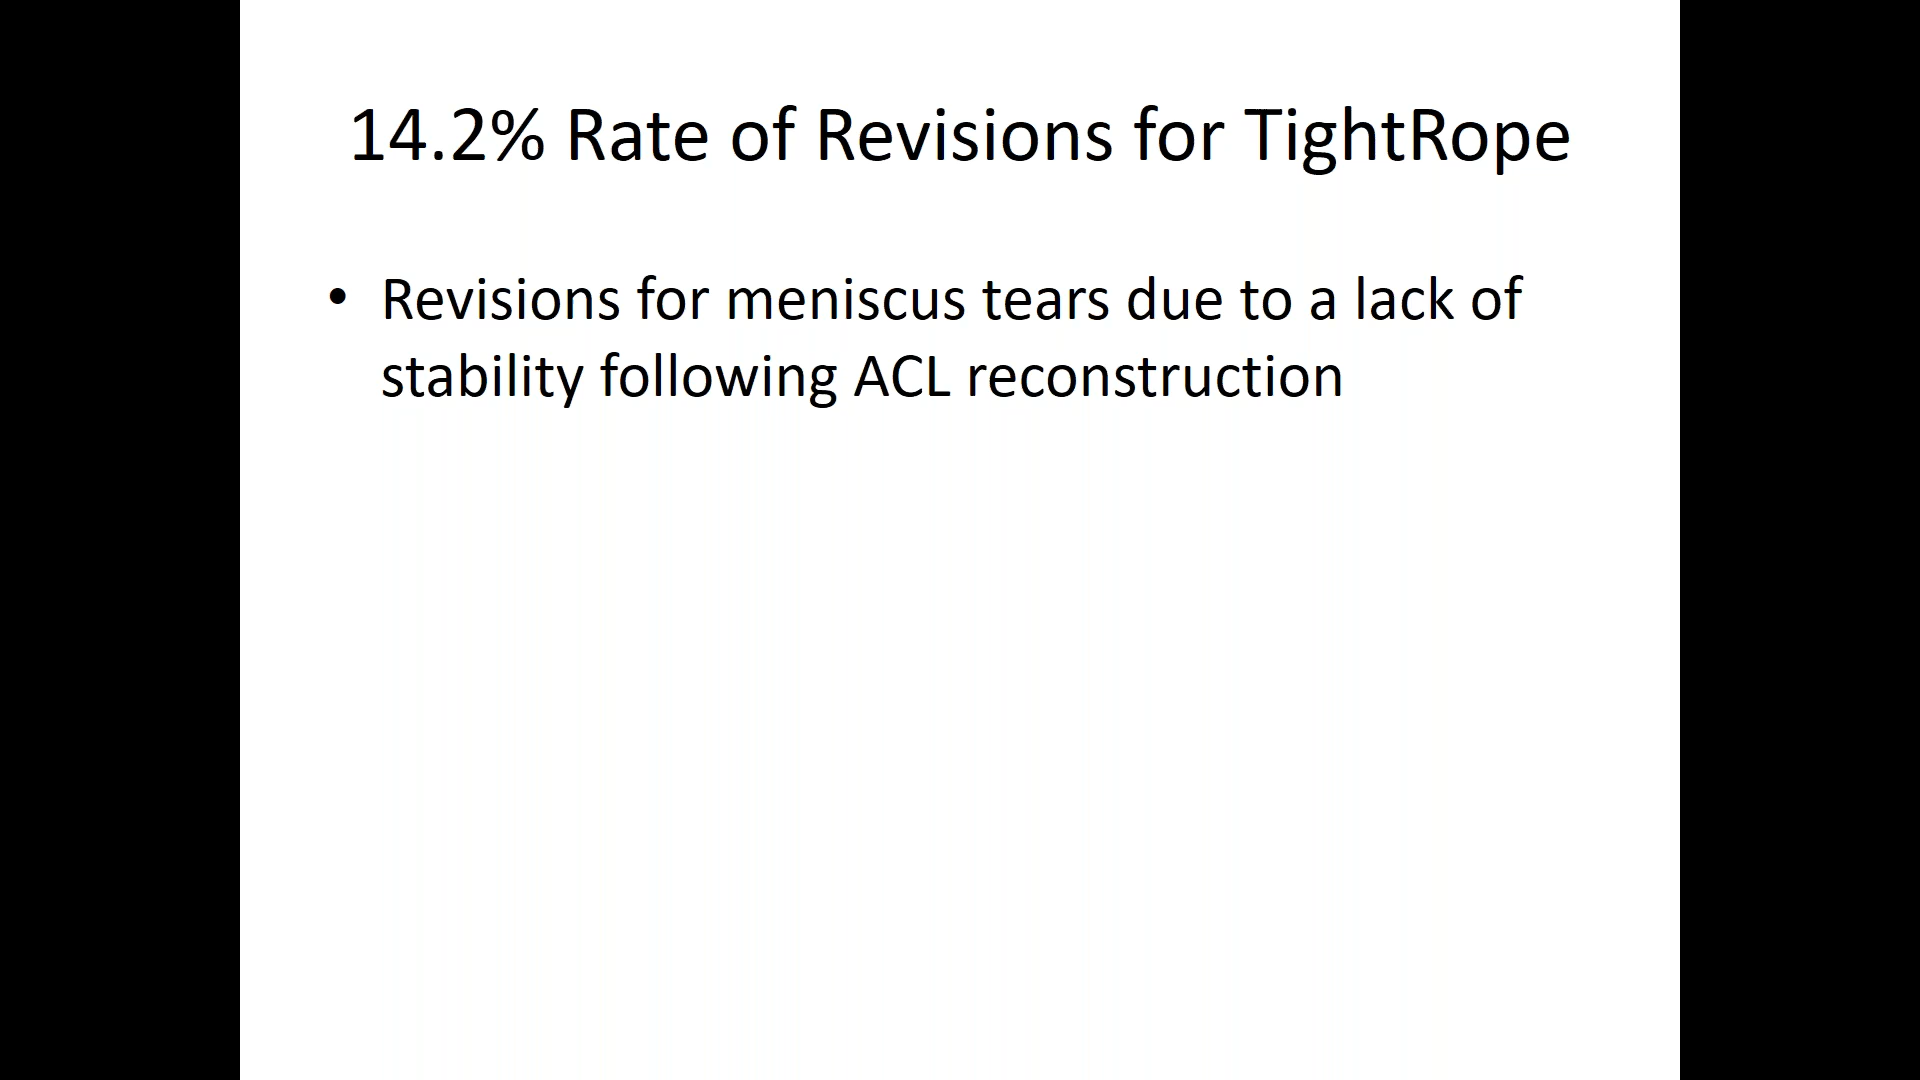 14.2% Rate of Revisions for TightRope
• Revisions for meniscus tears due to a lack of
stability following ACL reconstruction